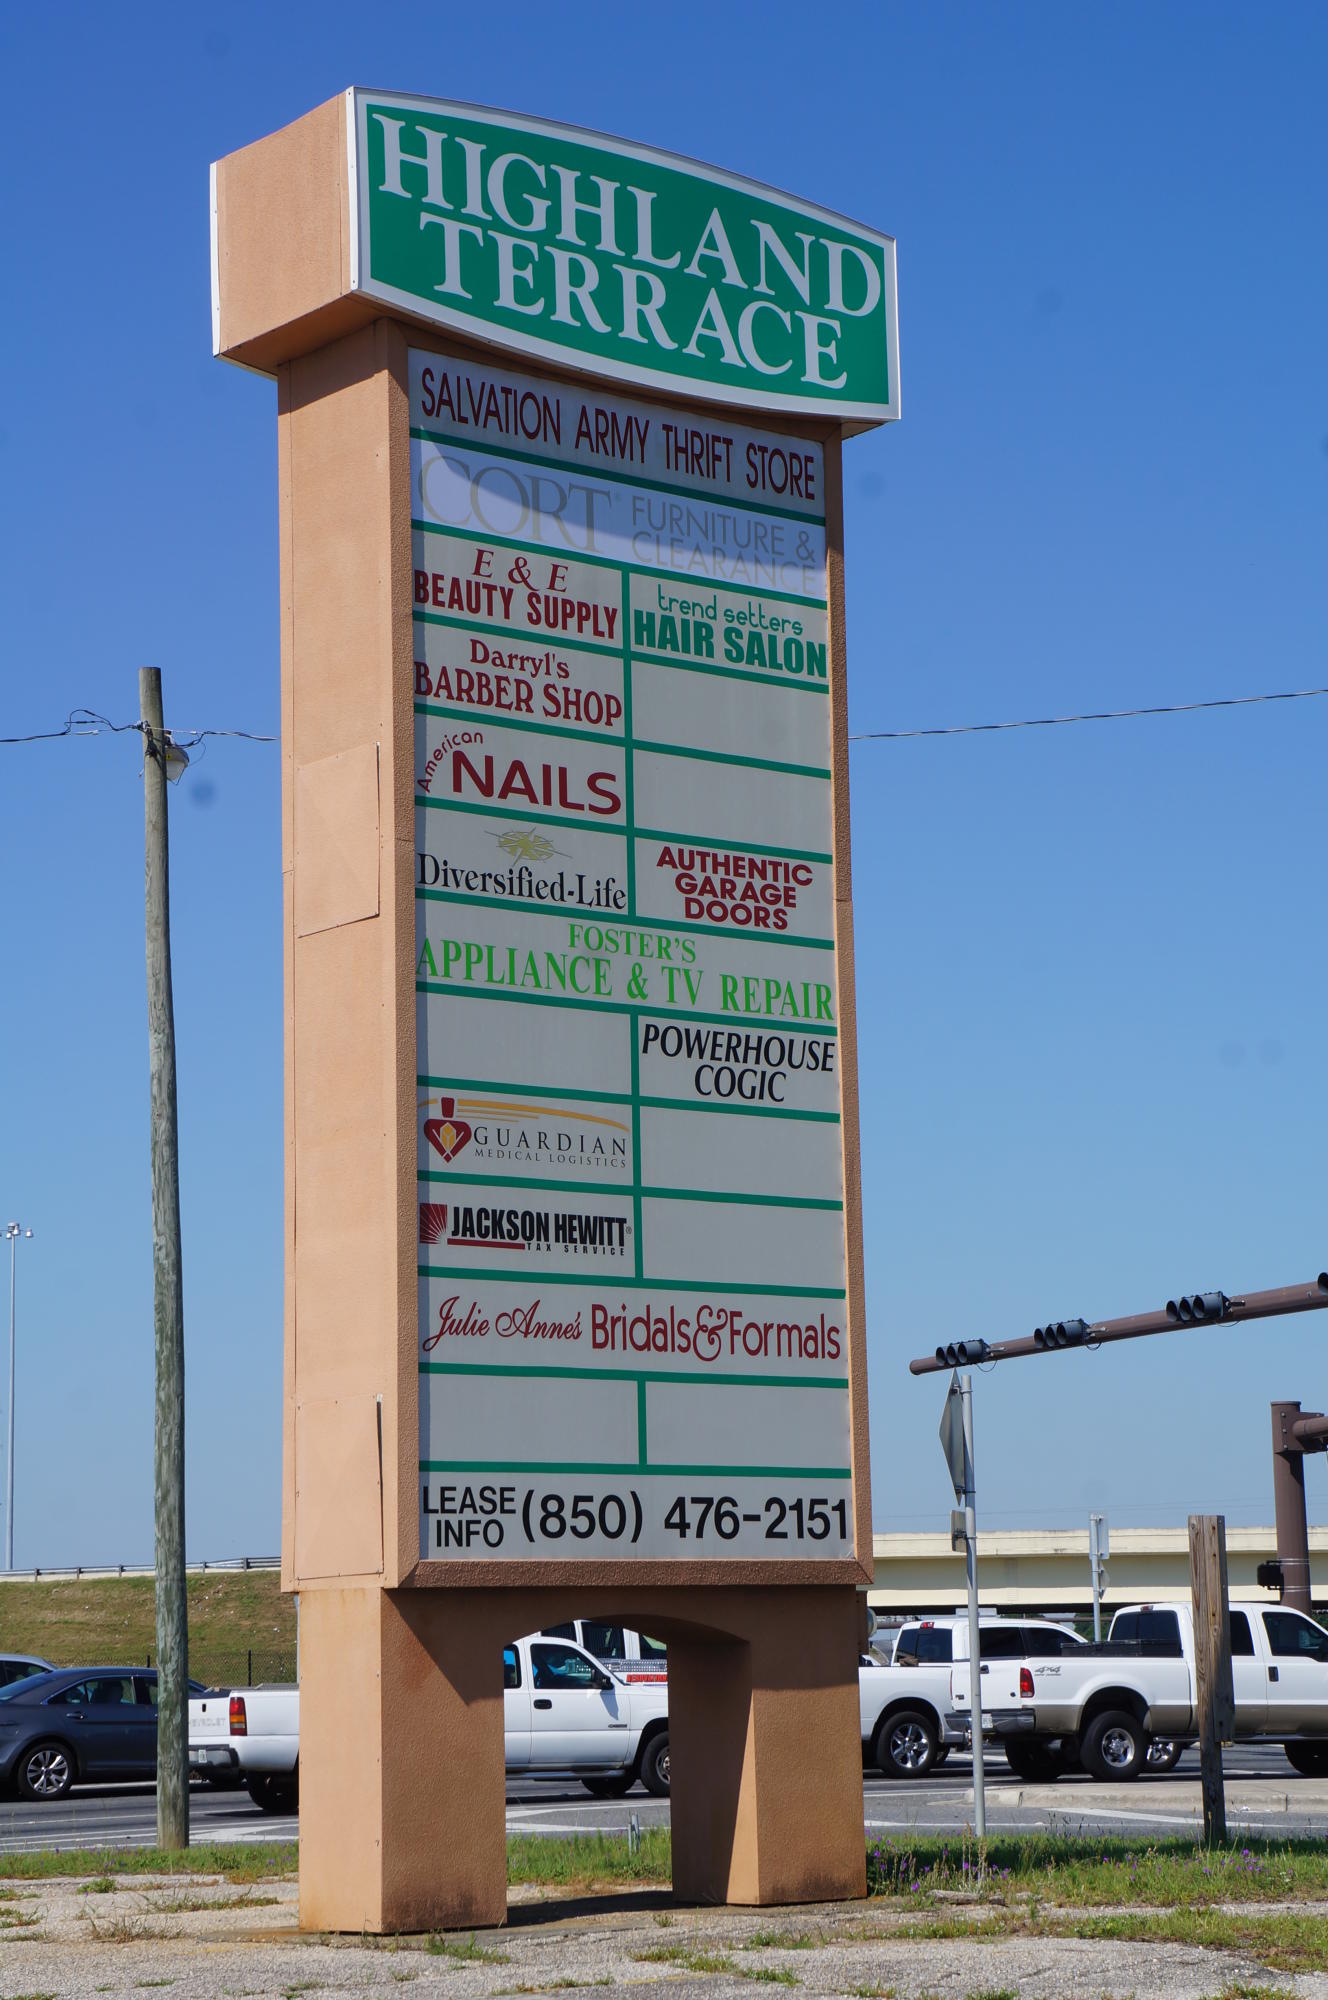 HIGHLAND
TERRACE
SALVATION ARMY THRIFT STORE
CORT® FURNITURE &
CLEARANCE
E & E
BEAUTY SUPPLY
trend setters
HAIR SALON
Darryl's
BARBER SHOP
American
NAILS
Diversified-Life
AUTHENTIC
GARAGE
DOORS
FOSTER'S
APPLIANCE & TV REPAIR
POWERHOUSE
COGIC
GUARDIAN
MEDICAL LOGISTICS
JACKSON HEWITT®
TAX SERVICE
Julie Anne's Bridals & Formals
LEASE
INFO (850) 476-2151
CHEVROLET
4x4